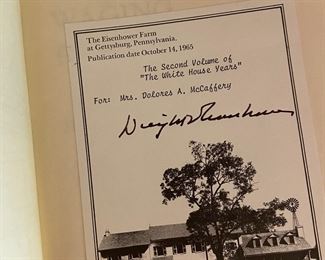 The Eisenhower Farm
at Gettysburg, Pennsylvania.
Publication date October 14, 1965
The Second Volume of
"The White House Years"
For: Mrs. Dolores A. McCaffery
Dwight D. Eisenhower